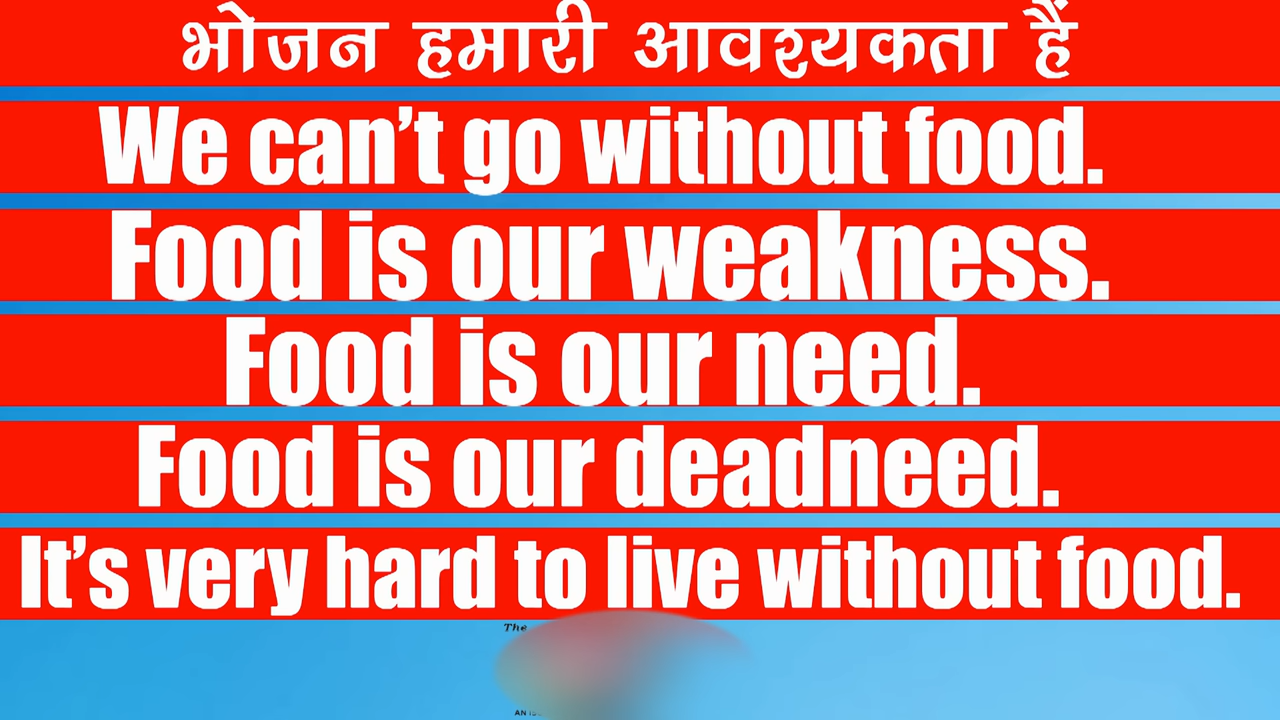 भोजन हमारी आवश्यकता हैं
We can't go without food.
Food is our weakness.
Food is our need.
Food is our deadneed.
It's very hard to live without food.
The
AN